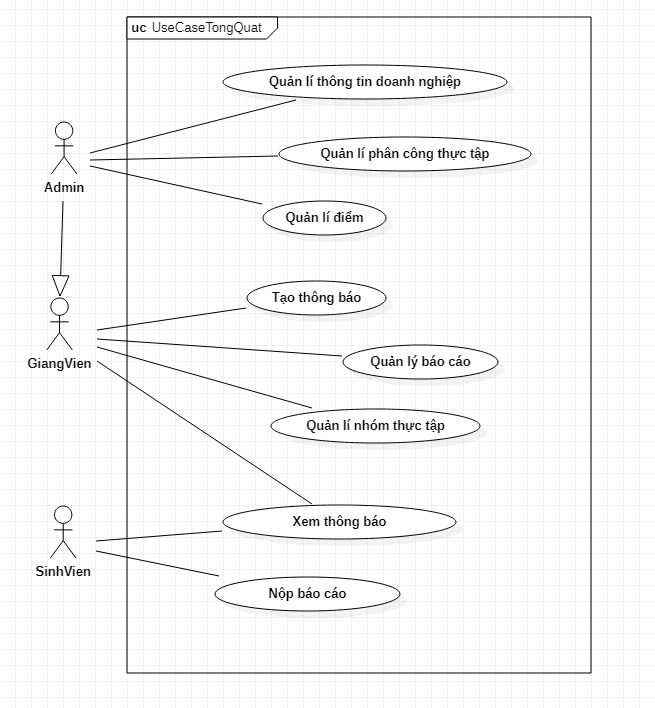 uc UseCaseTongQuat
Quản lí thông tin doanh nghiệp
Quản lí phân công thực tập
Admin
Quản lí điểm
Tạo thông báo
Quản lý báo cáo
GiangVien
Quản lí nhóm thực tập
Xem thông báo
SinhVien
Nộp báo cáo